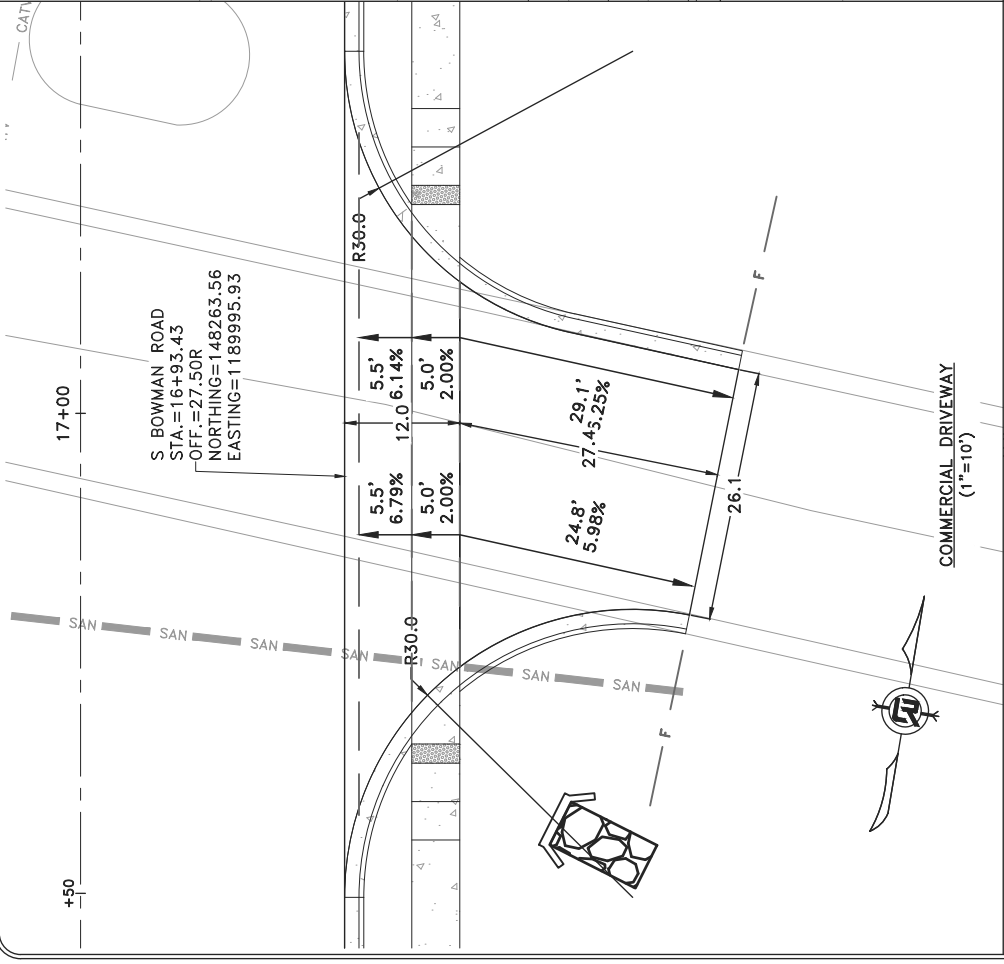 CATV
17+00
+50
S BOWMAN ROAD
STA.=16+93.43
OFF.=27.50R
NORTHING=148263.56
EASTING=1189995.93
R30.0
R30.0
5.5'
6.14%
5.0'
2.00%
12.0
5.5'
6.79%
5.0'
2.00%
29.1'
5.25%
27.4
24.8'
5.98%
26.1
F
F
SAN
SAN
SAN
SAN
SAN
SAN
SAN
COMMERCIAL DRIVEWAY
(1"=10')